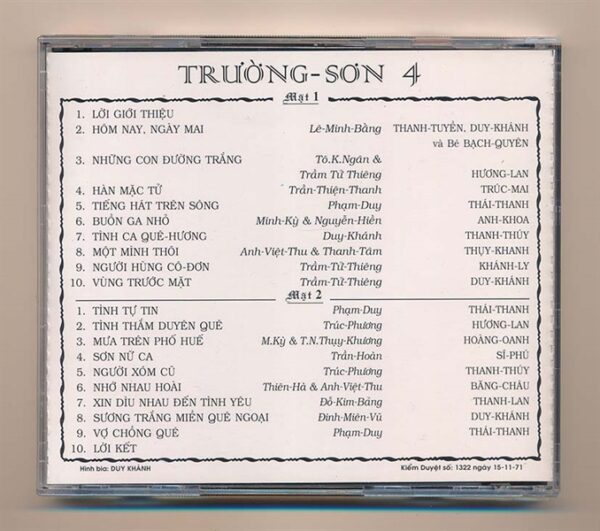 TRƯỜNG-SƠN 4
Mặt 1
1. LỜI GIỚI THIỆU
2. HÔM NAY, NGÀY MAI Lê-Minh-Bằng THANH-TUYỀN, DUY-KHÁNH
và Bé BẠCH-QUYÊN
3. NHỮNG CON ĐƯỜNG TRẮNG Tô.K.Ngân &
Trầm Tử Thiêng HƯƠNG-LAN
4. HÀN MẶC TỬ Trần-Thiện-Thanh TRÚC-MAI
5. TIẾNG HÁT TRÊN SÔNG Phạm-Duy THÁI-THANH
6. BUỒN GA NHỎ Minh-Kỳ & Nguyễn-Hiền ANH-KHOA
7. TÌNH CA QUÊ-HƯƠNG Duy-Khánh THANH-THÚY
8. MỘT MÌNH THÔI Anh-Việt-Thu & Thanh-Tâm THỤY-KHANH
9. NGƯỜI HÙNG CÔ-ĐƠN Trầm-Tử-Thiêng KHÁNH-LY
10. VÙNG TRƯỚC MẶT Trầm-Tử-Thiêng DUY-KHÁNH
Mặt 2
1. TÌNH TỰ TIN Phạm-Duy THÁI-THANH
2. TÌNH THẮM DUYÊN QUÊ Trúc-Phương HƯƠNG-LAN
3. MƯA TRÊN PHỐ HUẾ M.Kỳ & T.N.Thụy-Khương HOÀNG-OANH
4. SƠN NỮ CA Trần-Hoàn SĨ-PHÚ
5. NGƯỜI XÓM CŨ Trúc-Phương THANH-THÚY
6. NHỚ NHAU HOÀI Thiên-Hà & Anh-Việt-Thu BĂNG-CHÂU
7. XIN DÌU NHAU ĐẾN TÌNH YÊU Đỗ-Kim-Bảng THANH-LAN
8. SƯƠNG TRẮNG MIỀN QUÊ NGOẠI Đinh-Miên-Vũ DUY-KHÁNH
9. VỢ CHỒNG QUÊ Phạm-Duy THÁI-THANH
10. LỜI KẾT
Hình bìa: DUY KHÁNH Kiểm Duyệt số: 1322 ngày 15-11-71